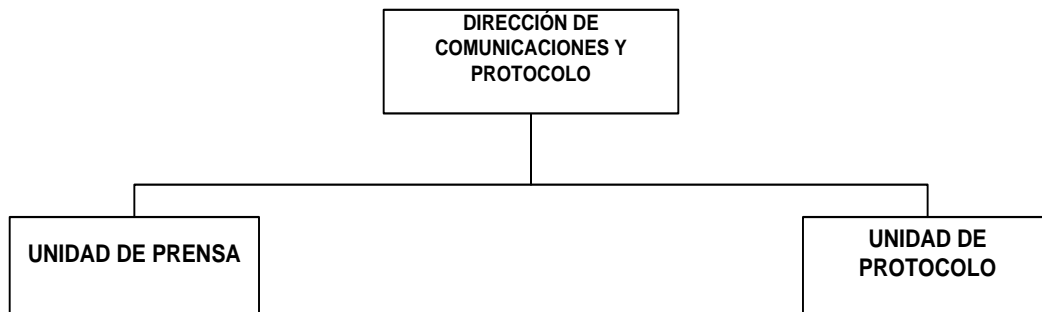 DIRECCIÓN DE
COMUNICACIONES Y
PROTOCOLO
UNIDAD DE PRENSA
UNIDAD DE
PROTOCOLO